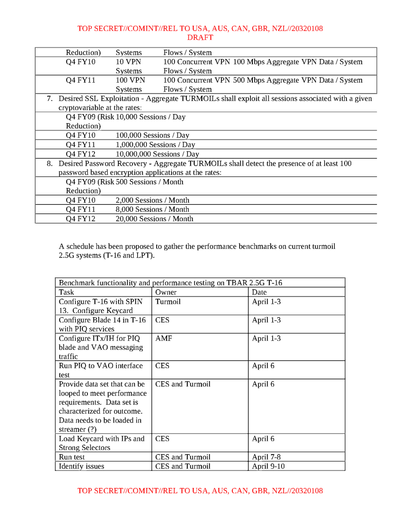 TOP SECRET//COMINT//REL TO USA, AUS, CAN, GBR, NZL//20320108
DRAFT
Reduction) Systems Flows / System
Q4 FY10 10 VPN 100 Concurrent VPN 100 Mbps Aggregate VPN Data / System
Systems Flows / System
Q4 FY11 100 VPN 100 Concurrent VPN 500 Mbps Aggregate VPN Data / System
Systems Flows / System
7. Desired SSL Exploitation - Aggregate TURMOILs shall exploit all sessions associated with a given
cryptovariable at the rates:
Q4 FY09 (Risk 10,000 Sessions / Day
Reduction)
Q4 FY10 100,000 Sessions / Day
Q4 FY11 1,000,000 Sessions / Day
Q4 FY12 10,000,000 Sessions / Day
8. Desired Password Recovery - Aggregate TURMOILs shall detect the presence of at least 100
password based encryption applications at the rates:
Q4 FY09 (Risk 500 Sessions / Month
Reduction)
Q4 FY10 2,000 Sessions / Month
Q4 FY11 8,000 Sessions / Month
Q4 FY12 20,000 Sessions / Month
A schedule has been proposed to gather the performance benchmarks on current turmoil
2.5G systems (T-16 and LPT).
Benchmark functionality and performance testing on TBAR 2.5G T-16
Task Owner Date
Configure T-16 with SPIN Turmoil April 1-3
13. Configure Keycard
Configure Blade 14 in T-16 CES April 1-3
with PIQ services
Configure ITx/IH for PIQ AMF April 1-3
blade and VAO messaging
traffic
Run PIQ to VAO interface CES April 6
test
Provide data set that can be CES and Turmoil April 6
looped to meet performance
requirements. Data set is
characterized for outcome.
Data needs to be loaded in
streamer (?)
Load Keycard with IPs and CES April 6
Strong Selectors
Run test CES and Turmoil April 7-8
Identify issues CES and Turmoil April 9-10
TOP SECRET//COMINT//REL TO USA, AUS, CAN, GBR, NZL//20320108